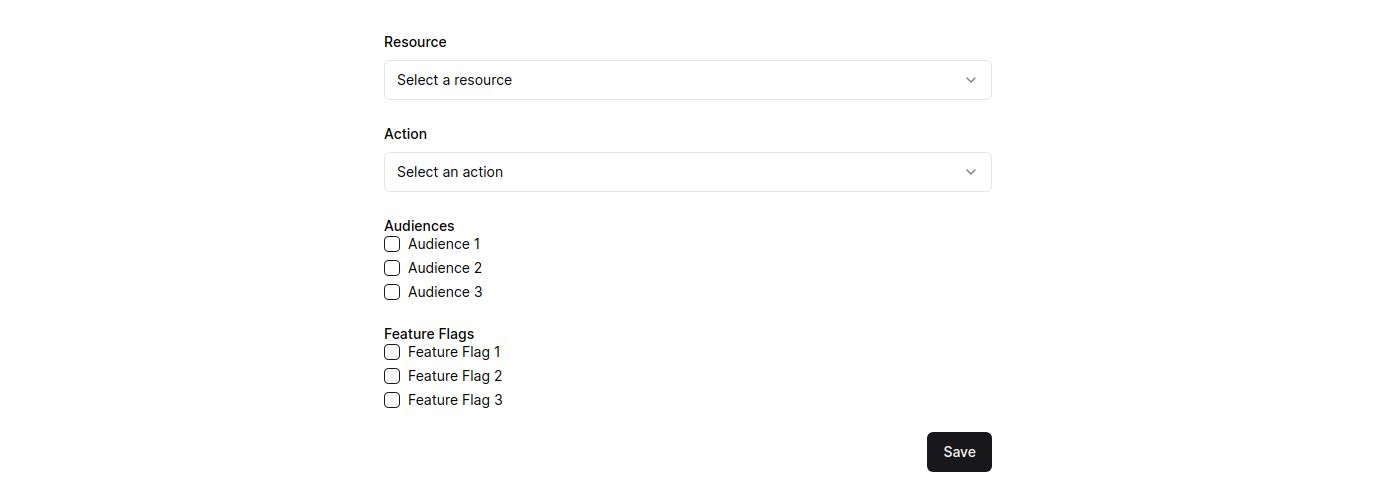 Resource
Select a resource
Action
Select an action
Audiences
Audience 1
Audience 2
Audience 3
Feature Flags
Feature Flag 1
Feature Flag 2
Feature Flag 3
Save